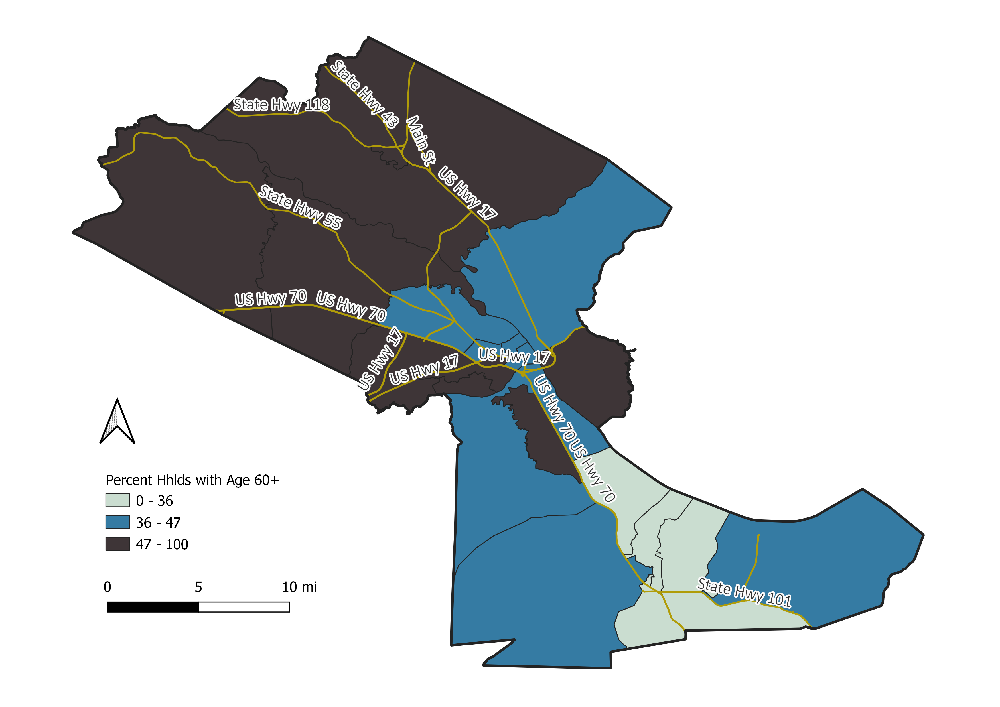 State Hwy 43
State Hwy 118
Main St
US Hwy 17
State Hwy 55
US Hwy 70
US Hwy 70
US Hwy 17
US Hwy 17
US Hwy 17
US Hwy 70
US Hwy 70
State Hwy 101
Percent Hhlds with Age 60+
0 - 36
36 - 47
47 - 100
0 5 10 mi